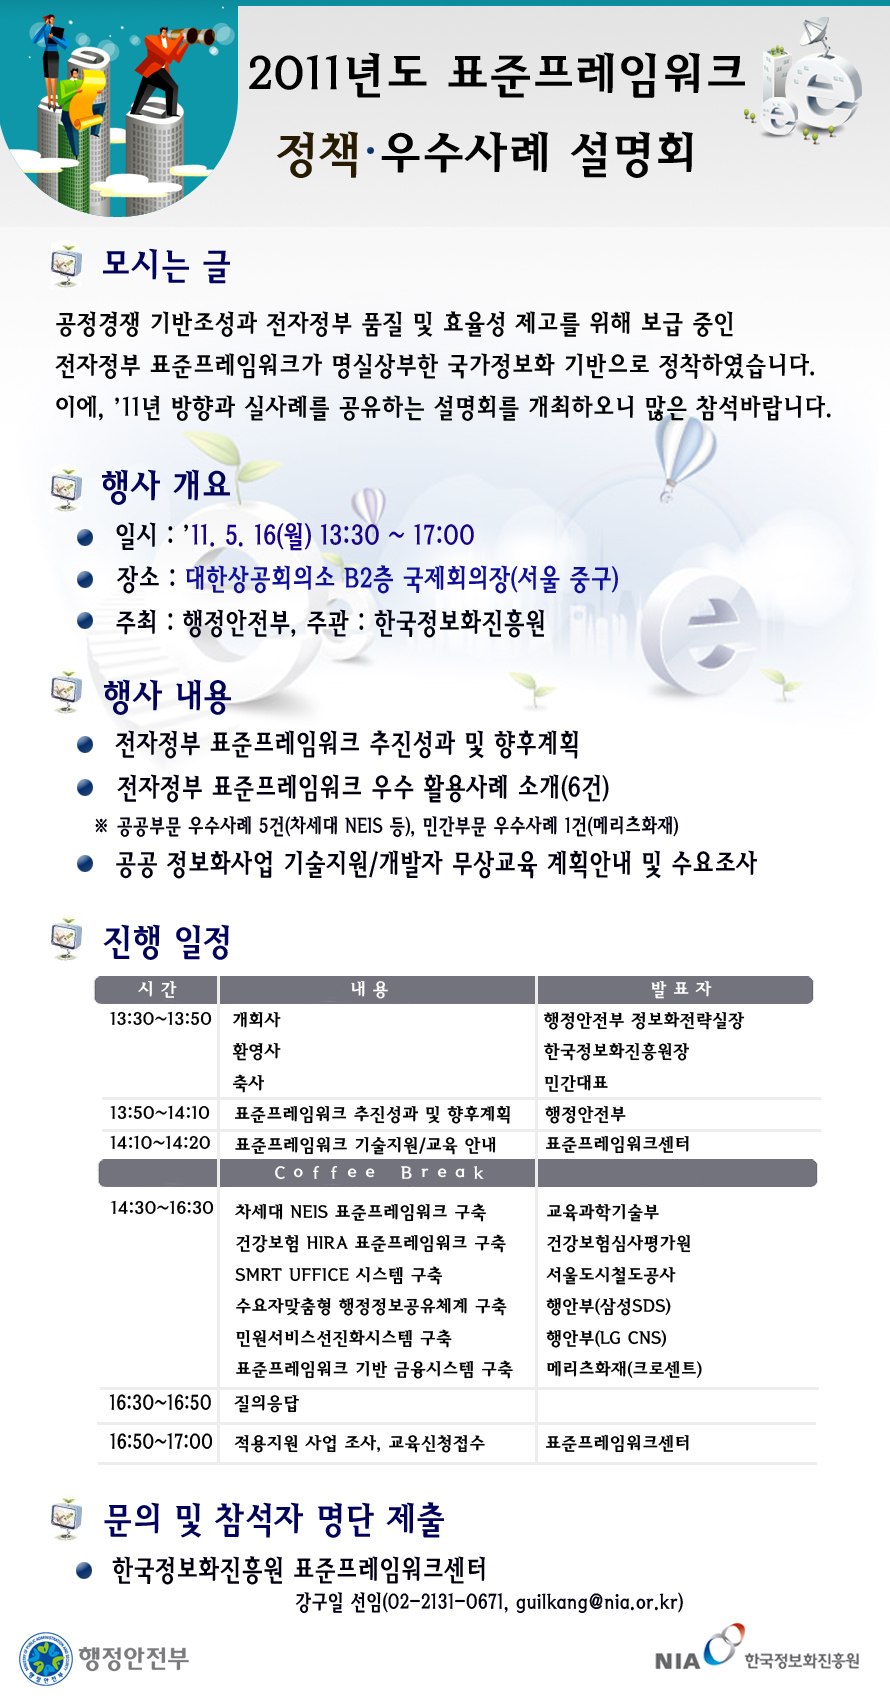 2011년도 표준프레임워크
정책·우수사례 설명회
모시는 글
공정경쟁 기반조성과 전자정부 품질 및 효율성 제고를 위해 보급 중인
전자정부 표준프레임워크가 명실상부한 국가정보화 기반으로 정착하였습니다.
이에, ’11년 방향과 실사례를 공유하는 설명회를 개최하오니 많은 참석바랍니다.
행사 개요
일시 : ’11. 5. 16(월) 13:30 ~ 17:00
장소 : 대한상공회의소 B2층 국제회의장(서울 중구)
주최 : 행정안전부, 주관 : 한국정보화진흥원
행사 내용
전자정부 표준프레임워크 추진성과 및 향후계획
전자정부 표준프레임워크 우수 활용사례 소개(6건)
※ 공공부문 우수사례 5건(차세대 NEIS 등), 민간부문 우수사례 1건(메리츠화재)
공공 정보화사업 기술지원/개발자 무상교육 계획안내 및 수요조사
진행 일정
시 간 내 용 발 표 자
13:30~13:50 개회사 행정안전부 정보화전략실장
환영사 한국정보화진흥원장
축사 민간대표
13:50~14:10 표준프레임워크 추진성과 및 향후계획 행정안전부
14:10~14:20 표준프레임워크 기술지원/교육 안내 표준프레임워크센터
Coffee Break
14:30~16:30 차세대 NEIS 표준프레임워크 구축 교육과학기술부
건강보험 HIRA 표준프레임워크 구축 건강보험심사평가원
SMRT UFFICE 시스템 구축 서울도시철도공사
수요자맞춤형 행정정보공유체계 구축 행안부(삼성SDS)
민원서비스선진화시스템 구축 행안부(LG CNS)
표준프레임워크 기반 금융시스템 구축 메리츠화재(크로센트)
16:30~16:50 질의응답
16:50~17:00 적용지원 사업 조사, 교육신청접수 표준프레임워크센터
문의 및 참석자 명단 제출
한국정보화진흥원 표준프레임워크센터
강구일 선임(02-2131-0671, guilkang@nia.or.kr)
행정안전부
NIA 한국정보화진흥원